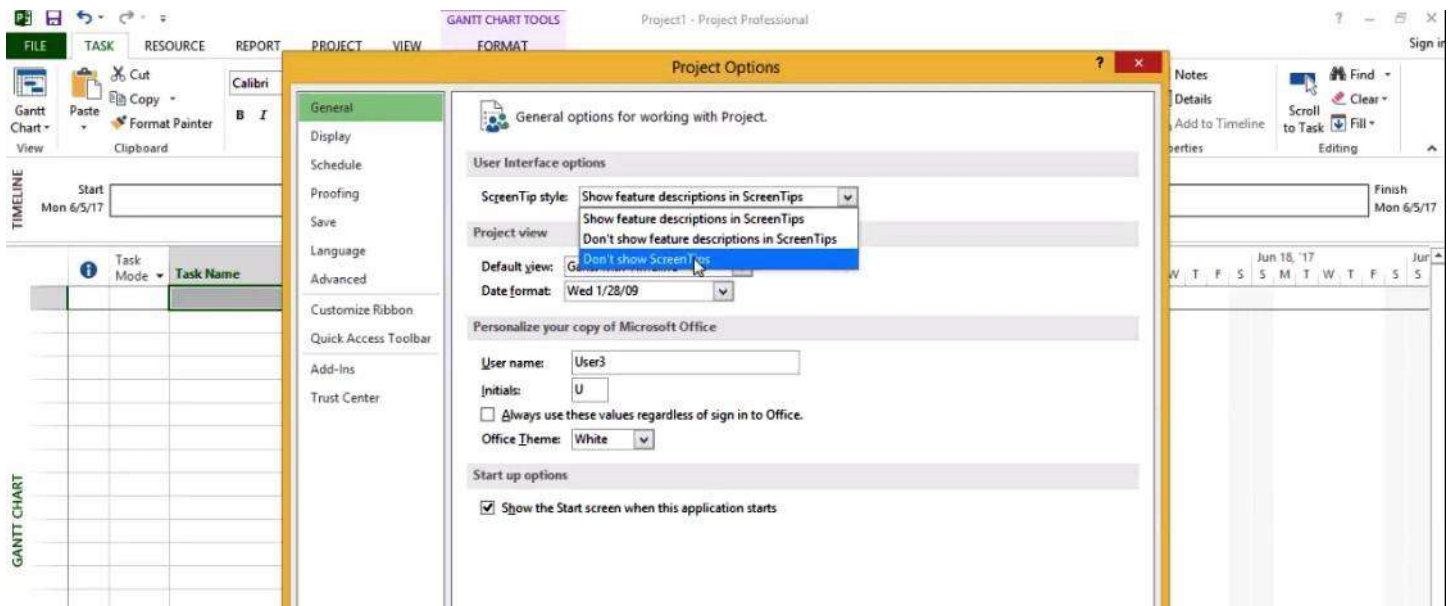 GANTT CHART TOOLS
Project1 - Project Professional
?
FILE TASK RESOURCE REPORT PROJECT VIEW FORMAT
Sign in
Gantt
Chart
View
Paste
Cut
Copy
Format Painter
Clipboard
Calibri
B I
Notes
Details
Add to Timeline
perties
Scroll
to Task
Find
Clear
Fill
Editing
TIMELINE
Start
Mon 6/5/17
Finish
Mon 6/5/17
Task
Mode
Task Name
Jun 18, '17
Jun
W T F S S M T W T F S S
GANTT CHART
Project Options
?
General
Display
Schedule
Proofing
Save
Language
Advanced
Customize Ribbon
Quick Access Toolbar
Add-Ins
Trust Center
General options for working with Project.
User Interface options
ScreenTip style: Show feature descriptions in ScreenTips
Show feature descriptions in ScreenTips
Don't show feature descriptions in ScreenTips
Don't show ScreenTips
Project view
Default view:
Date format: Wed 1/28/09
Personalize your copy of Microsoft Office
User name: User3
Initials: U
Always use these values regardless of sign in to Office.
Office Theme: White
Start up options
Show the Start screen when this application starts